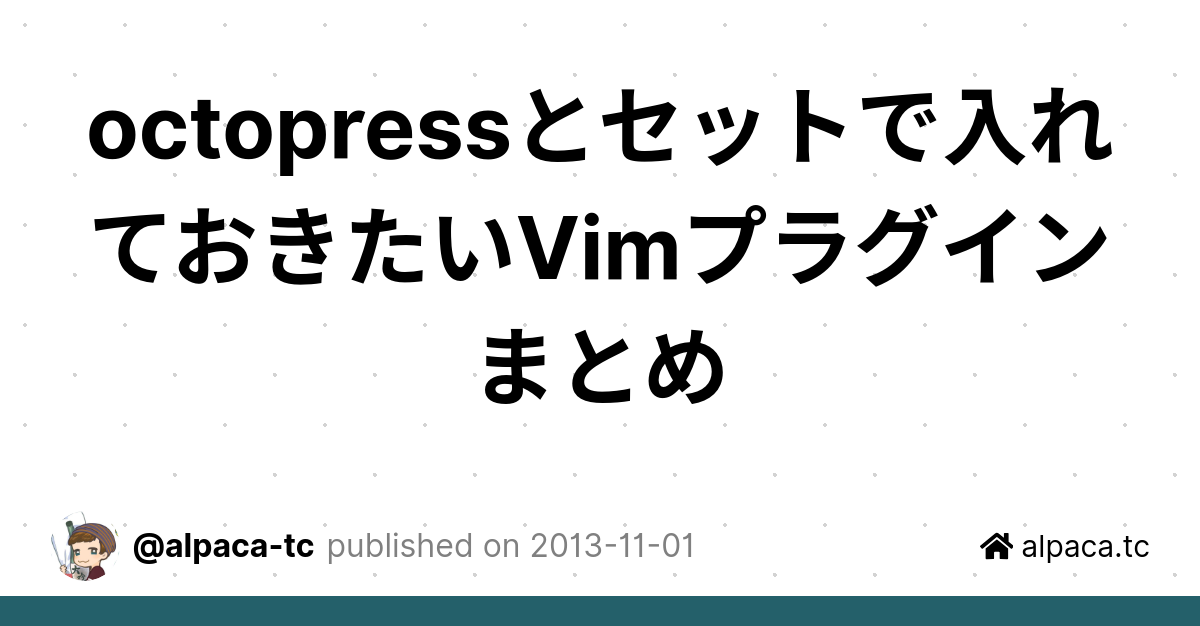 octopressとセットで入れ
ておきたいVimプラグイン
まとめ
@alpaca-tc published on 2013-11-01
alpaca.tc